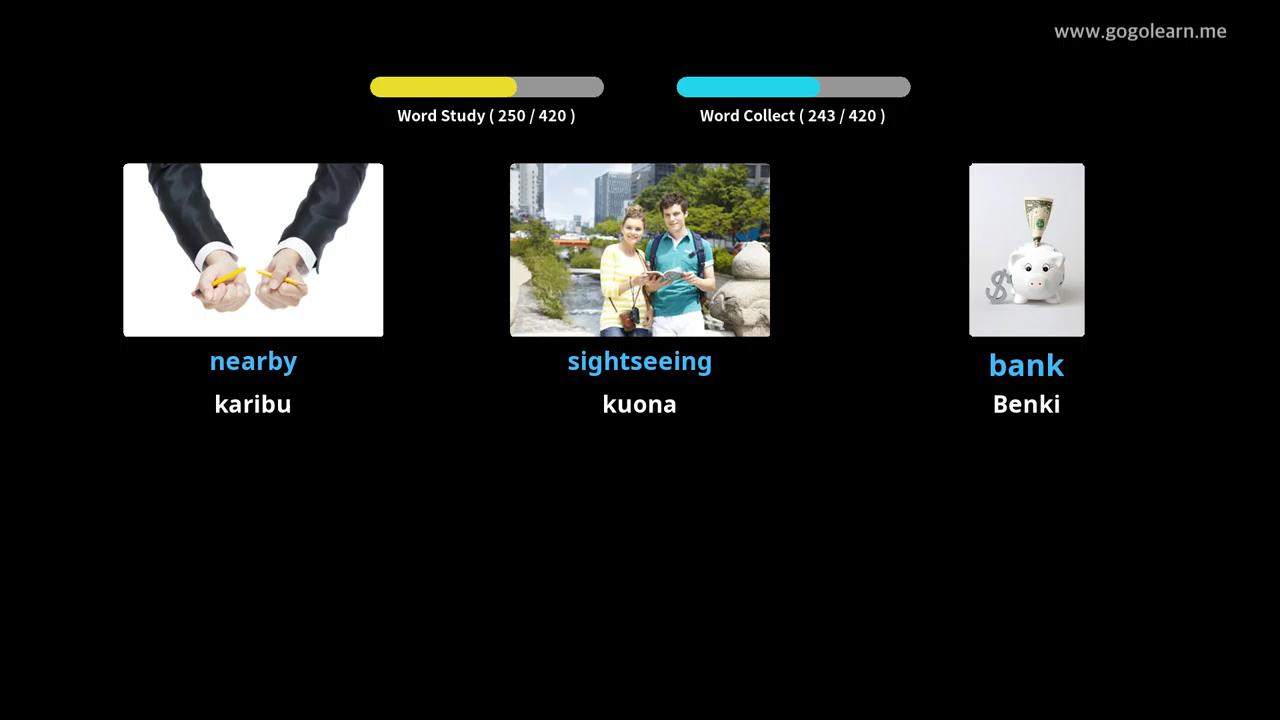 www.gogolearn.me
Word Study ( 250 / 420 )
Word Collect ( 243 / 420 )
nearby
sightseeing
bank
karibu
kuona
Benki